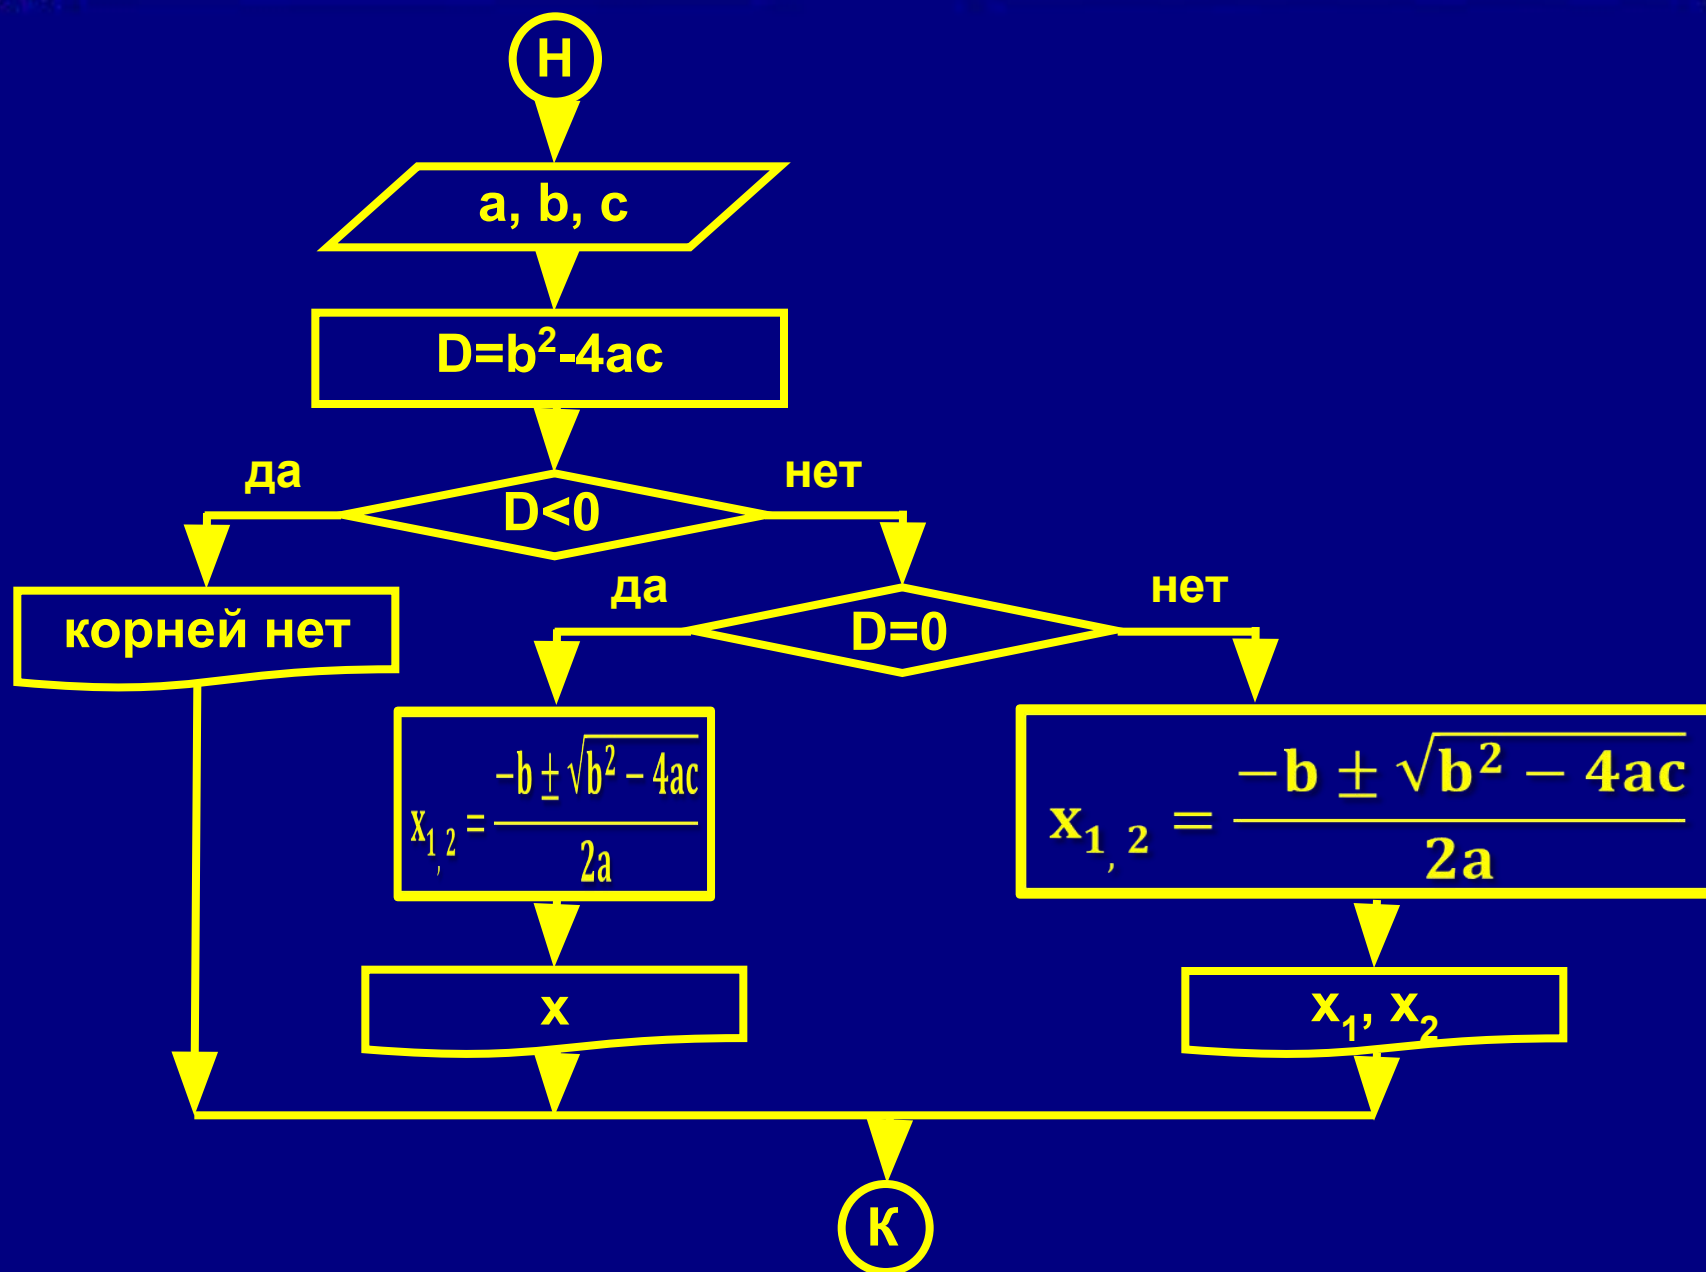 Н
a, b, c
D=b²-4ac
да
нет
D<0
да
нет
корней нет
D=0
x₁,₂ = (−b ± √(b² − 4ac)) / 2a
x₁,₂ = (−b ± √(b² − 4ac)) / 2a
x
x₁, x₂
К